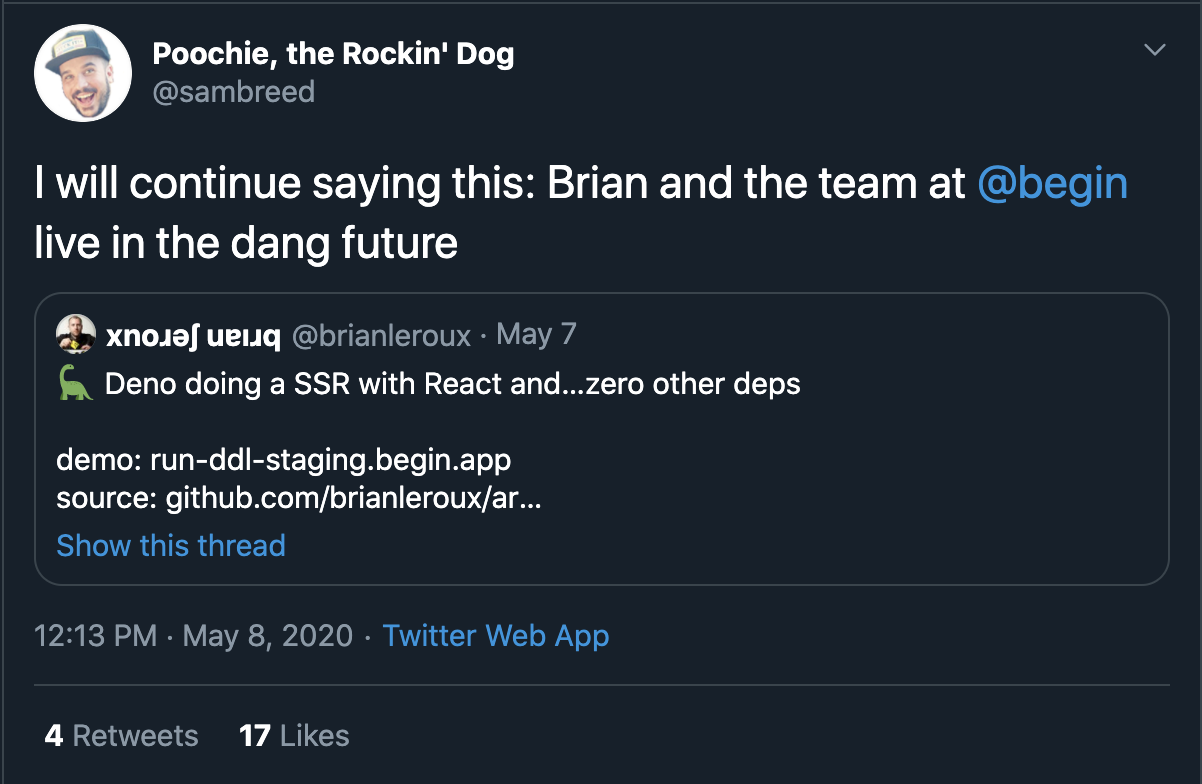 Poochie, the Rockin' Dog
@sambreed
I will continue saying this: Brian and the team at @begin
live in the dang future
xnoɹǝʃ uɐıɹq @brianleroux · May 7
🦕 Deno doing a SSR with React and...zero other deps
demo: run-ddl-staging.begin.app
source: github.com/brianleroux/ar...
Show this thread
12:13 PM · May 8, 2020 · Twitter Web App
4 Retweets 17 Likes